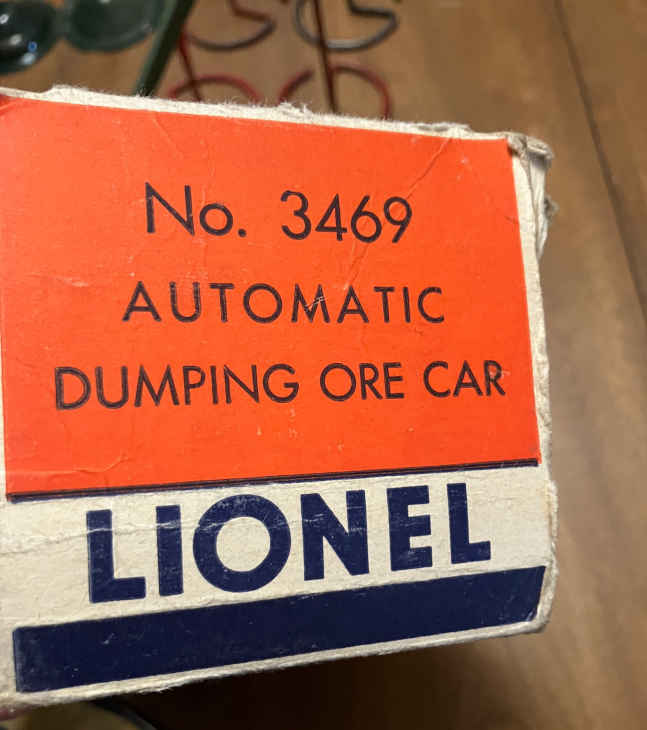 No. 3469
AUTOMATIC
DUMPING ORE CAR
LIONEL